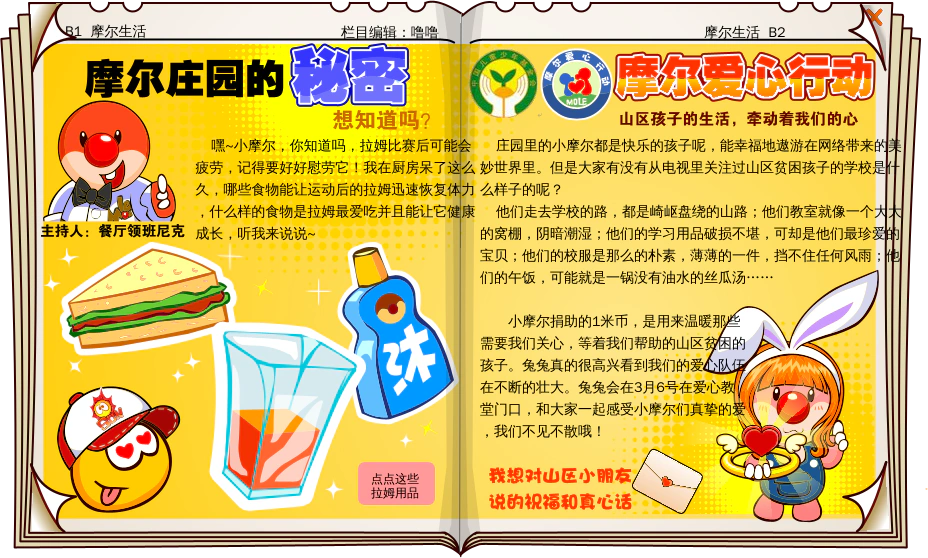 B1 摩尔生活
栏目编辑：噜噜
摩尔庄园的秘密
想知道吗？
嘿~小摩尔，你知道吗，拉姆比赛后可能会
疲劳，记得要好好慰劳它！我在厨房呆了这么
久，哪些食物能让运动后的拉姆迅速恢复体力
，什么样的食物是拉姆最爱吃并且能让它健康
成长，听我来说说~
主持人：餐厅领班尼克
沐
点点这些
拉姆用品
摩尔生活 B2
摩尔爱心行动
MOLE
摩尔爱心行动
山区孩子的生活，牵动着我们的心
庄园里的小摩尔都是快乐的孩子呢，能幸福地遨游在网络带来的美
妙世界里。但是大家有没有从电视里关注过山区贫困孩子的学校是什
么样子的呢？
他们走去学校的路，都是崎岖盘绕的山路；他们教室就像一个大大
的窝棚，阴暗潮湿；他们的学习用品破损不堪，可却是他们最珍爱的
宝贝；他们的校服是那么的朴素，薄薄的一件，挡不住任何风雨；他
们的午饭，可能就是一锅没有油水的丝瓜汤……
小摩尔捐助的1米币，是用来温暖那些
需要我们关心，等着我们帮助的山区贫困的
孩子。兔兔真的很高兴看到我们的爱心队伍
在不断的壮大。兔兔会在3月6号在爱心教
堂门口，和大家一起感受小摩尔们真挚的爱
，我们不见不散哦！
我想对山区小朋友
说的祝福和真心话